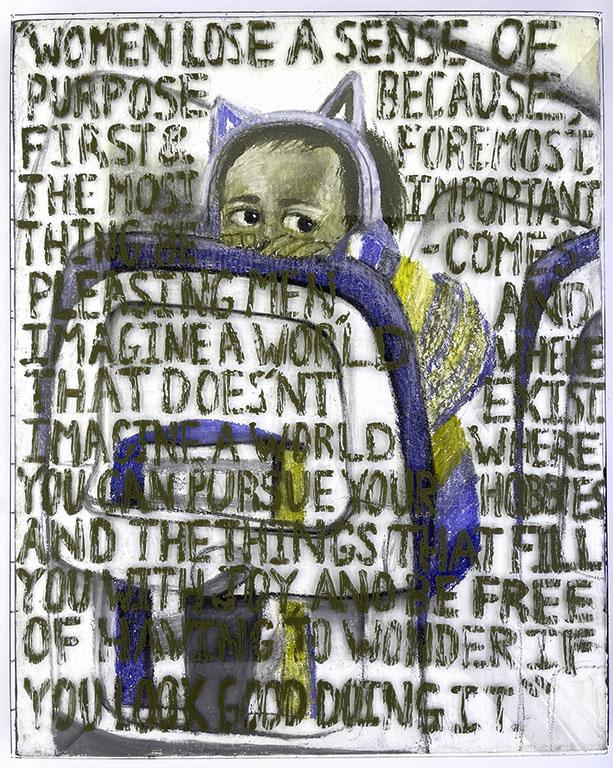 "WOMEN LOSE A SENSE OF
PURPOSE BECAUSE,
FIRST & FOREMOST,
THE MOST IMPORTANT
THING BE -COMES
PLEASING MEN, AND
IMAGINE A WORLD WHERE
THAT DOES'NT EXIST
IMAGINE A WORLD WHERE
YOU CAN PURSUE YOUR HOBBIES
AND THE THINGS THAT FILL
YOU WITH JOY AND BE FREE
OF HAVING TO WONDER IF
YOU LOOK GOOD DOING IT."